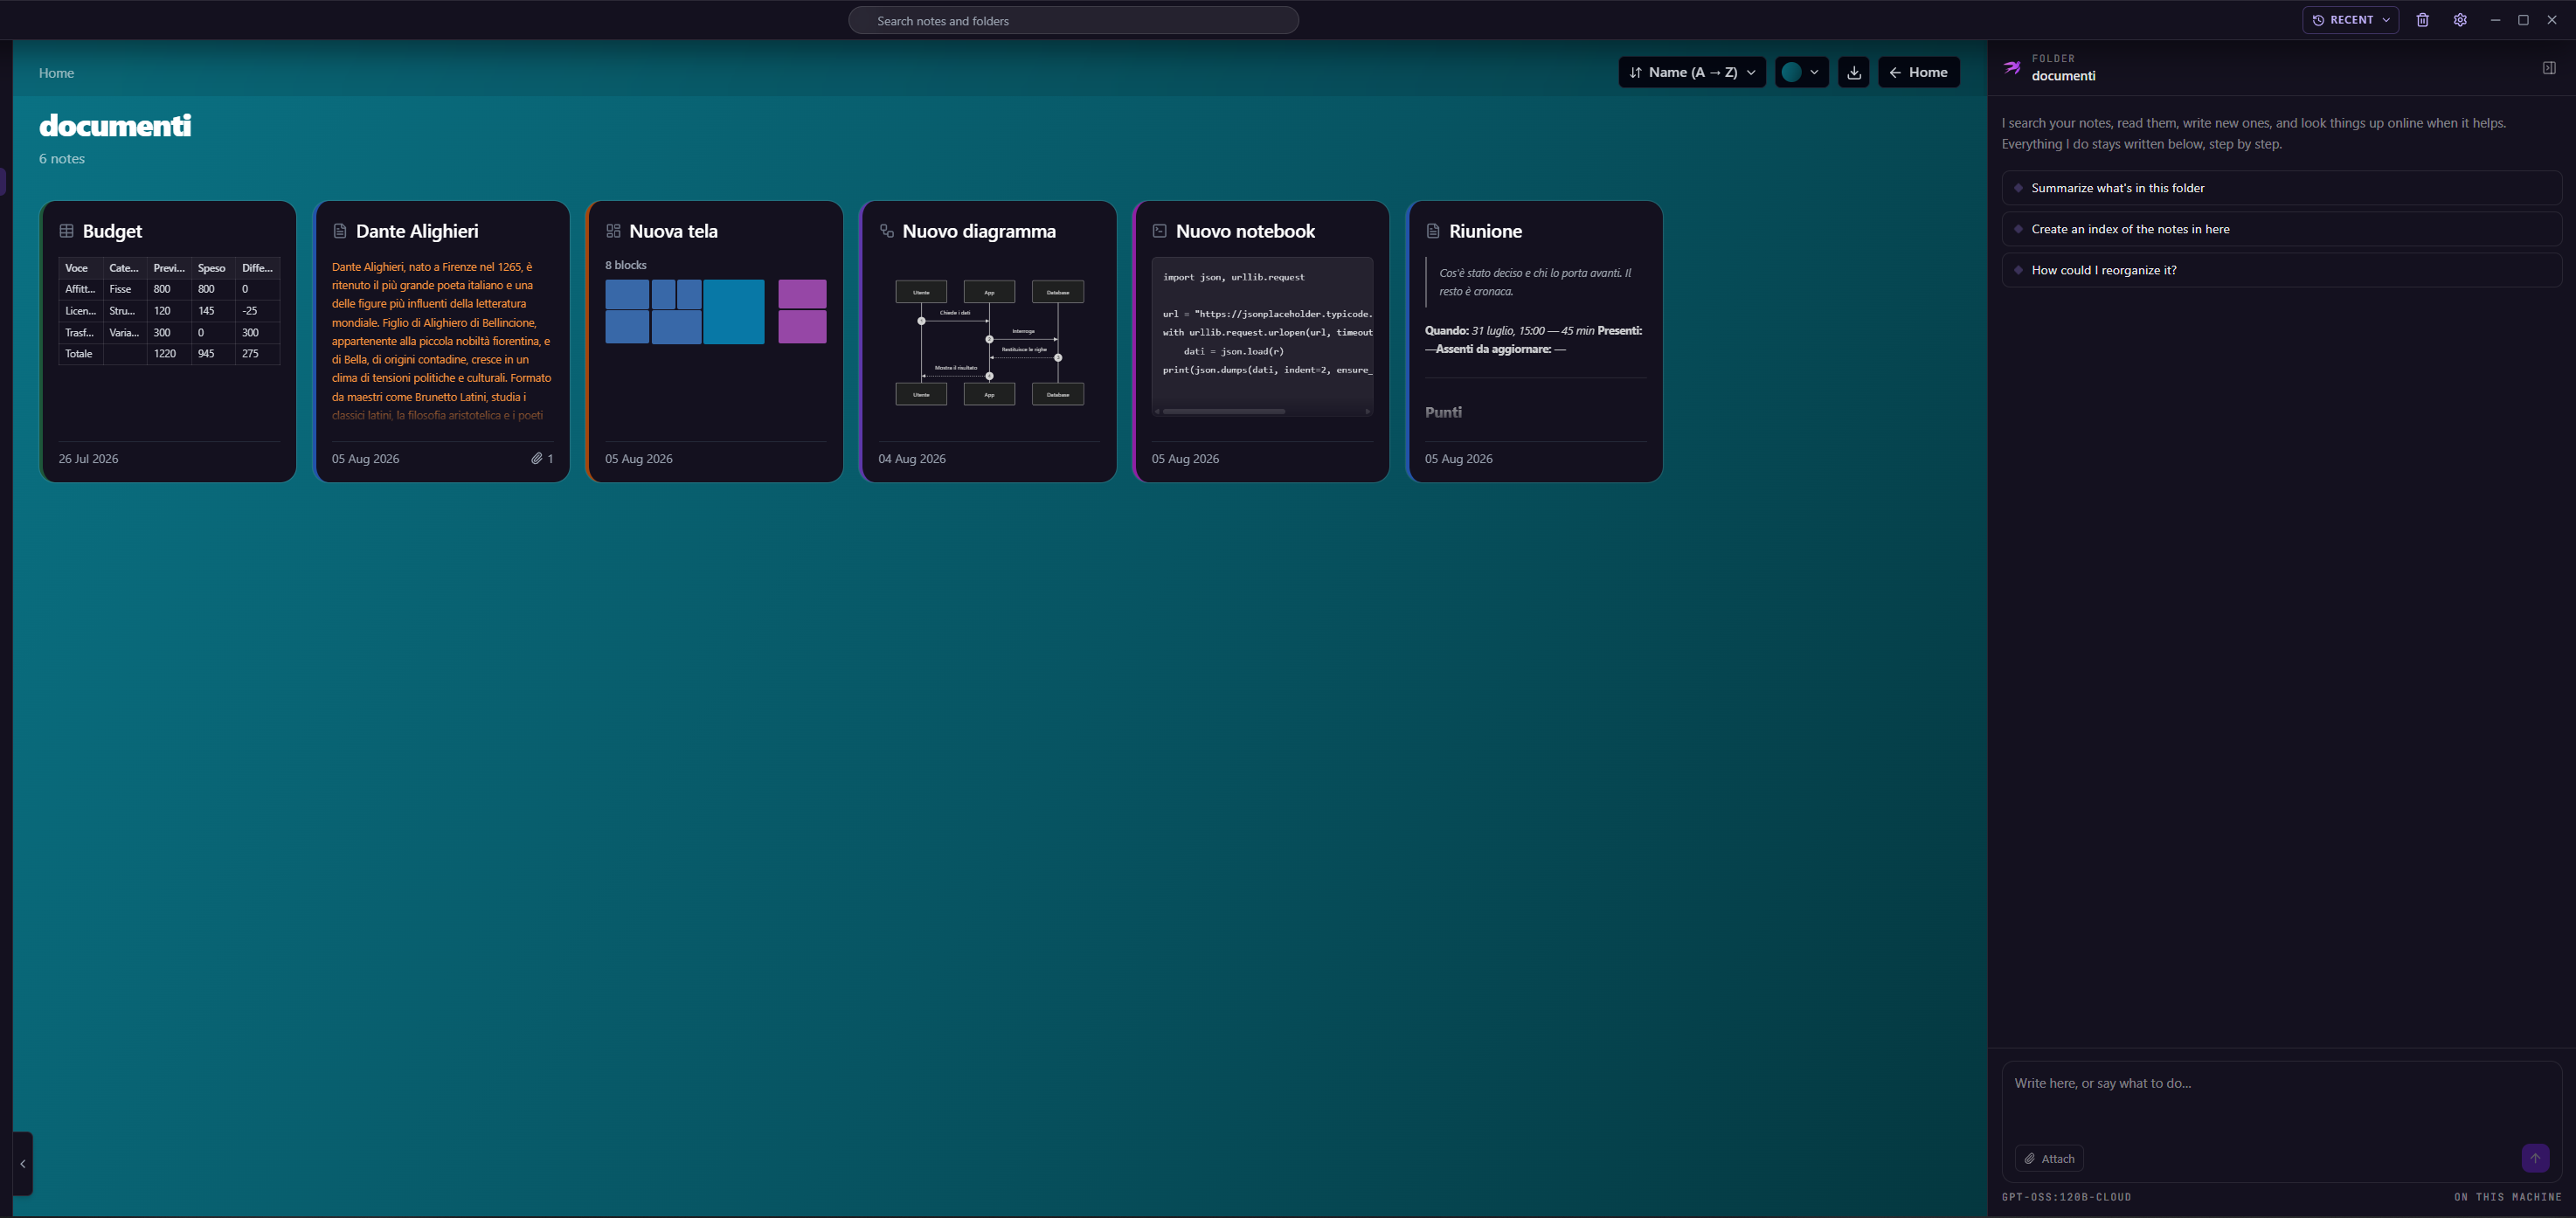 Search notes and folders
RECENT
Home
Name (A → Z)
Home
documenti
6 notes
Budget
Voce Cate... Previ... Speso Diffe...
Affitt... Fisse 800 800 0
Licen... Stru... 120 145 -25
Trasf... Varia... 300 0 300
Totale 1220 945 275
26 Jul 2026
Dante Alighieri
Dante Alighieri, nato a Firenze nel 1265, è
ritenuto il più grande poeta italiano e una
delle figure più influenti della letteratura
mondiale. Figlio di Alighiero di Bellincione,
appartenente alla piccola nobiltà fiorentina, e
di Bella, di origini contadine, cresce in un
clima di tensioni politiche e culturali. Formato
da maestri come Brunetto Latini, studia i
classici latini, la filosofia aristotelica e i poeti
05 Aug 2026
1
Nuova tela
8 blocks
05 Aug 2026
Nuovo diagramma
Utente App Database
Chiede i dati
Interroga
Restituisce le righe
Mostra il risultato
Utente App Database
04 Aug 2026
Nuovo notebook
import json, urllib.request
url = "https://jsonplaceholder.typicode.
with urllib.request.urlopen(url, timeout
dati = json.load(r)
print(json.dumps(dati, indent=2, ensure_
05 Aug 2026
Riunione
Cos'è stato deciso e chi lo porta avanti. Il
resto è cronaca.
Quando: 31 luglio, 15:00 — 45 min Presenti:
—Assenti da aggiornare: —
Punti
05 Aug 2026
FOLDER
documenti
I search your notes, read them, write new ones, and look things up online when it helps.
Everything I do stays written below, step by step.
Summarize what's in this folder
Create an index of the notes in here
How could I reorganize it?
Write here, or say what to do...
Attach
GPT-OSS:120B-CLOUD
ON THIS MACHINE